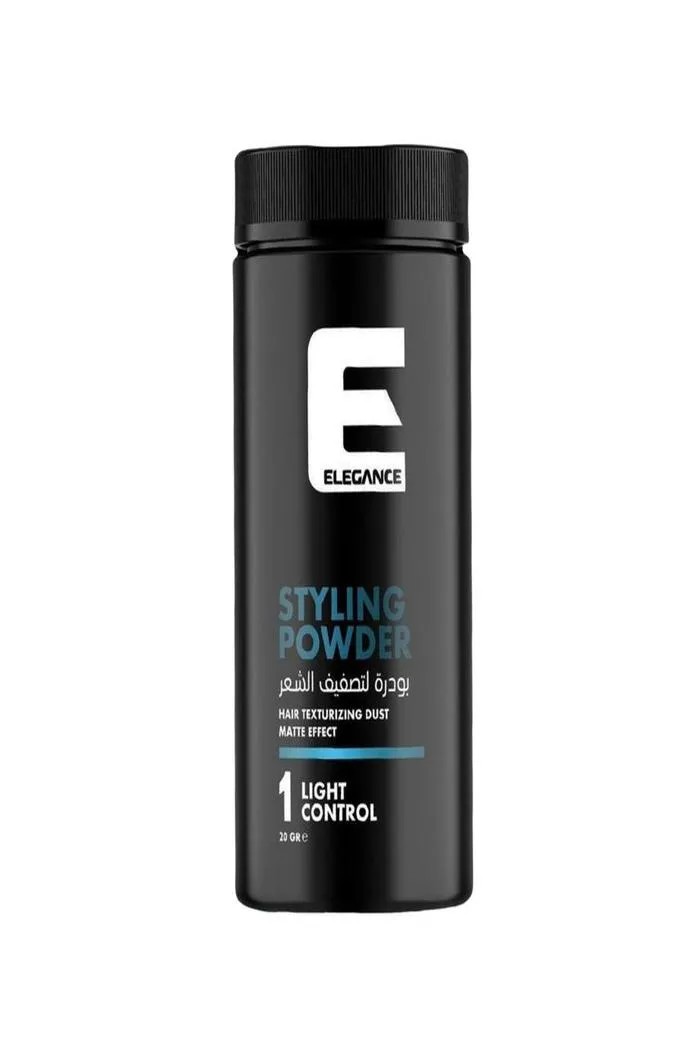 ELEGANCE
STYLING
POWDER
بودرة لتصفيف الشعر
HAIR TEXTURIZING DUST
MATTE EFFECT
1 LIGHT
CONTROL
20 GR e